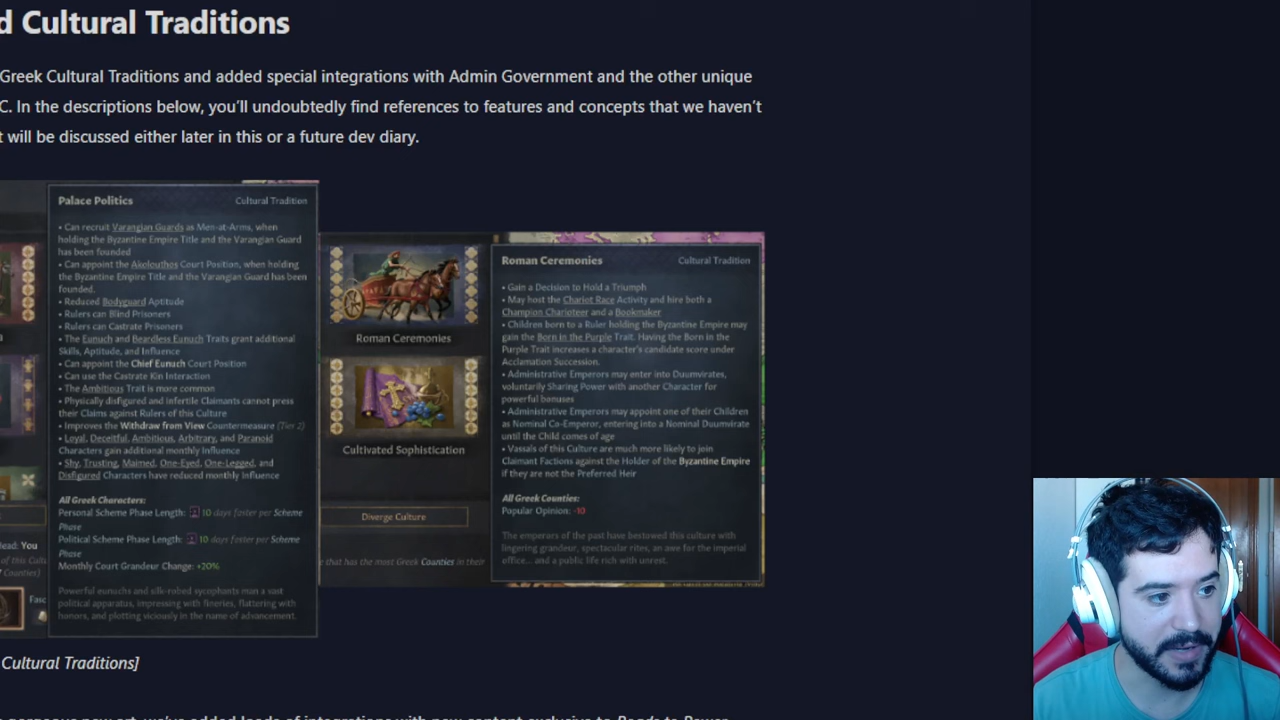 d Cultural Traditions
Greek Cultural Traditions and added special integrations with Admin Government and the other unique
C. In the descriptions below, you'll undoubtedly find references to features and concepts that we haven't
t will be discussed either later in this or a future dev diary.
Palace Politics
Cultural Tradition
• Can recruit Varangian Guards as Men-at-Arms, when
holding the Byzantine Empire Title and the Varangian Guard
has been founded
• Can appoint the Akolouthos Court Position, when holding
the Byzantine Empire Title and the Varangian Guard has been
founded.
• Reduced Bodyguard Aptitude
• Rulers can Blind Prisoners
• Rulers can Castrate Prisoners
• The Eunuch and Beardless Eunuch Traits grant additional
Skills, Aptitude, and Influence
• Can appoint the Chief Eunuch Court Position
• Can use the Castrate Kin Interaction
• The Ambitious Trait is more common
• Physically disfigured and infertile Claimants cannot press
their Claims against Rulers of this Culture
• Improves the Withdraw from View Countermeasure (Tier 2)
• Loyal, Deceitful, Ambitious, Arbitrary, and Paranoid
Characters gain additional monthly Influence
• Shy, Trusting, Maimed, One-Eyed, One-Legged, and
Disfigured Characters have reduced monthly Influence
All Greek Characters:
Personal Scheme Phase Length: 10 days faster per Scheme
Phase
Political Scheme Phase Length: 10 days faster per Scheme
Phase
Monthly Court Grandeur Change: +20%
Powerful eunuchs and silk-robed sycophants man a vast
political apparatus, impressing with fineries, flattering with
honors, and plotting viciously in the name of advancement.
ead: You
of this Cult
Counties)
Fasc
Roman Ceremonies
Cultivated Sophistication
Diverge Culture
e that has the most Greek Counties in their
Roman Ceremonies
Cultural Tradition
• Gain a Decision to Hold a Triumph
• May host the Chariot Race Activity and hire both a
Champion Charioteer and a Bookmaker
• Children born to a Ruler holding the Byzantine Empire may
gain the Born in the Purple Trait. Having the Born in the
Purple Trait increases a character's candidate score under
Acclamation Succession.
• Administrative Emperors may enter into Duumvirates,
voluntarily Sharing Power with another Character for
powerful bonuses
• Administrative Emperors may appoint one of their Children
as Nominal Co-Emperor, entering into a Nominal Duumvirate
until the Child comes of age
• Vassals of this Culture are much more likely to join
Claimant Factions against the Holder of the Byzantine Empire
if they are not the Preferred Heir
All Greek Counties:
Popular Opinion: -10
The emperors of the past have bestowed this culture with
lingering grandeur, spectacular rites, an awe for the imperial
office... and a public life rich with unrest.
Cultural Traditions]